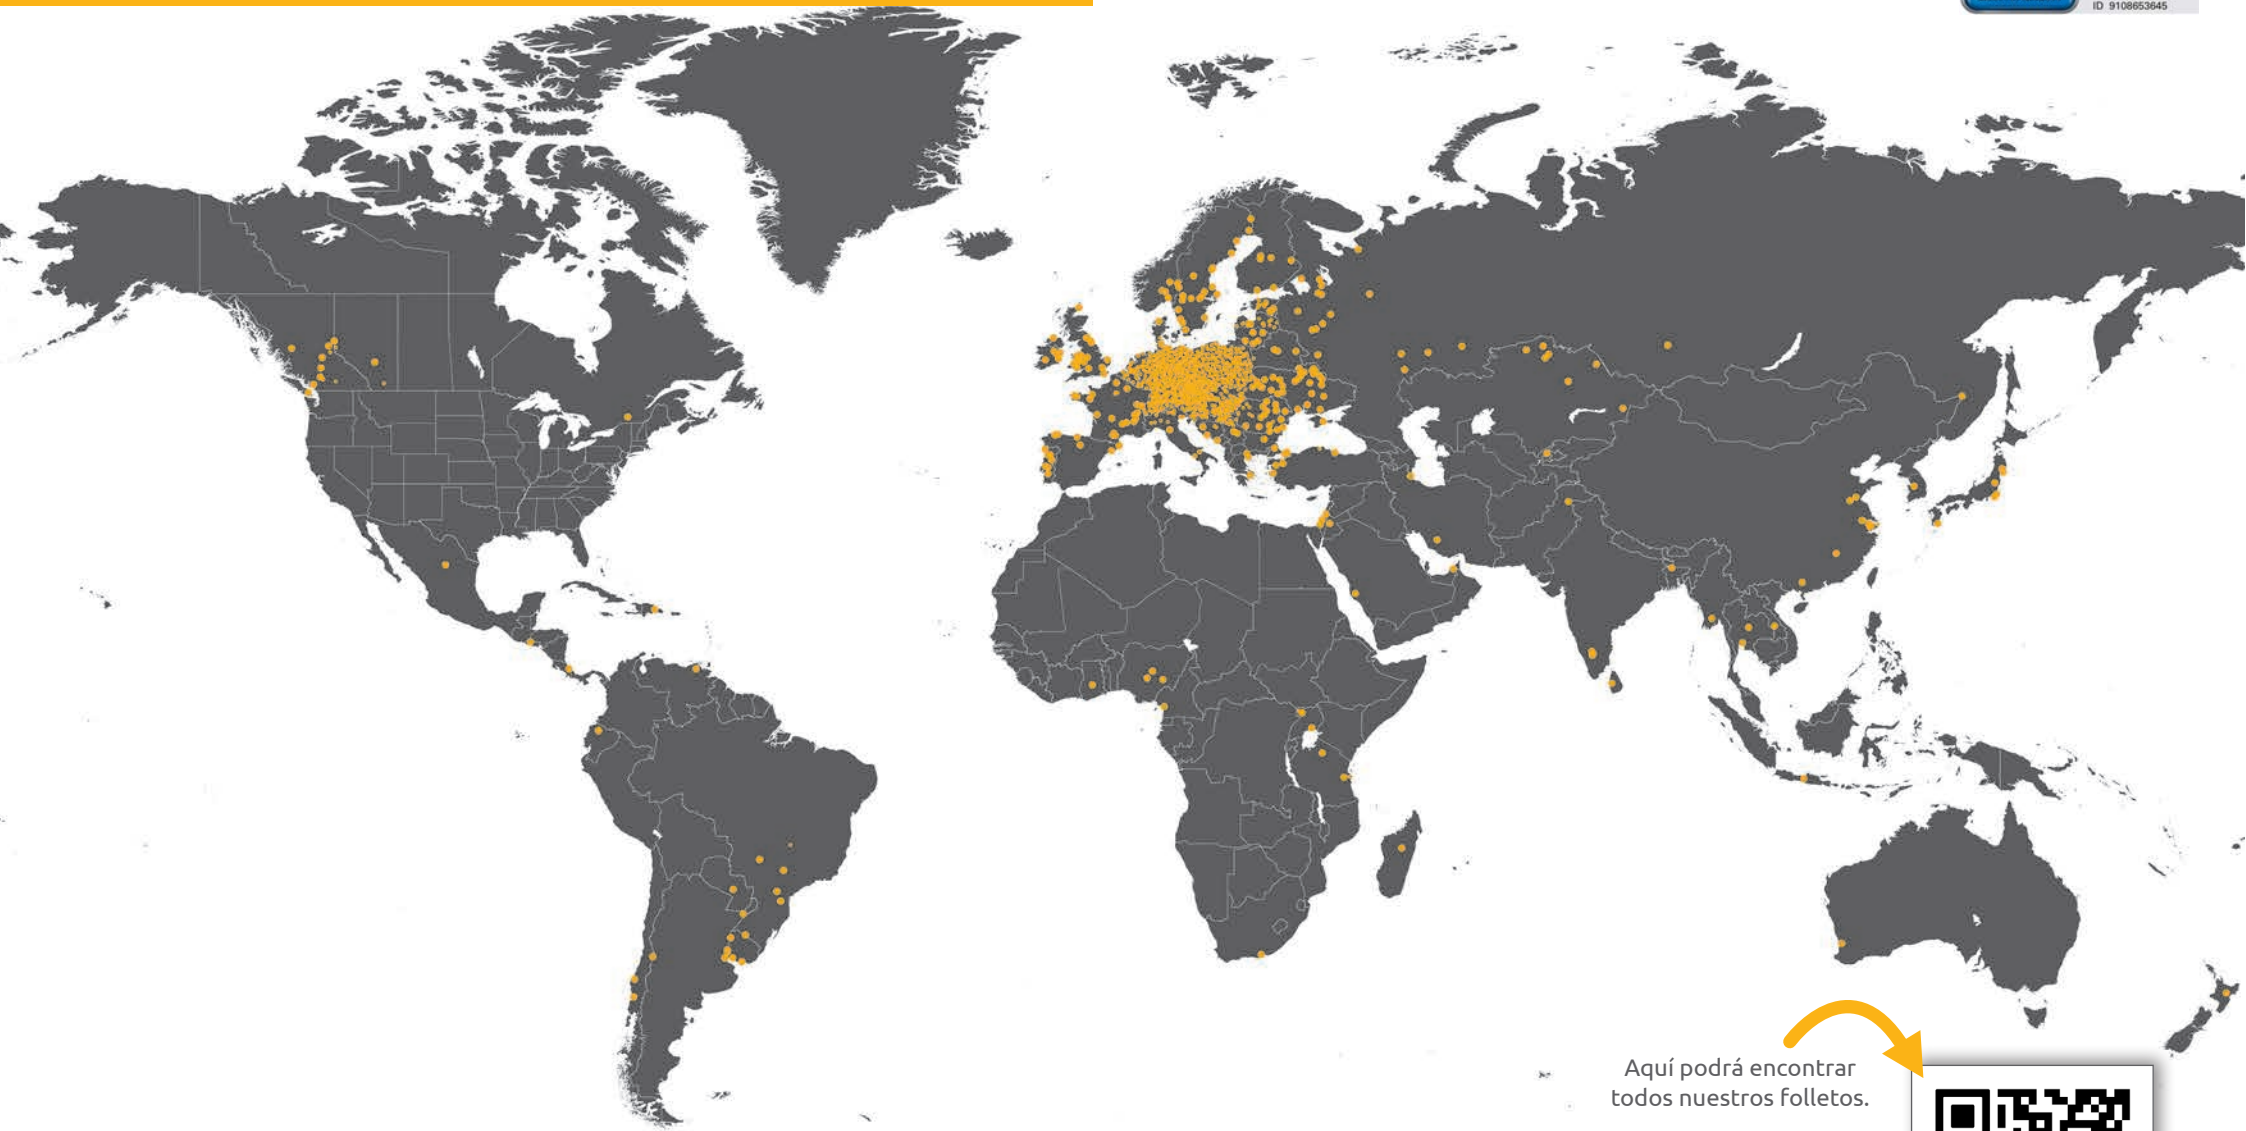 ID 9108653645
Aquí podrá encontrar
todos nuestros folletos.